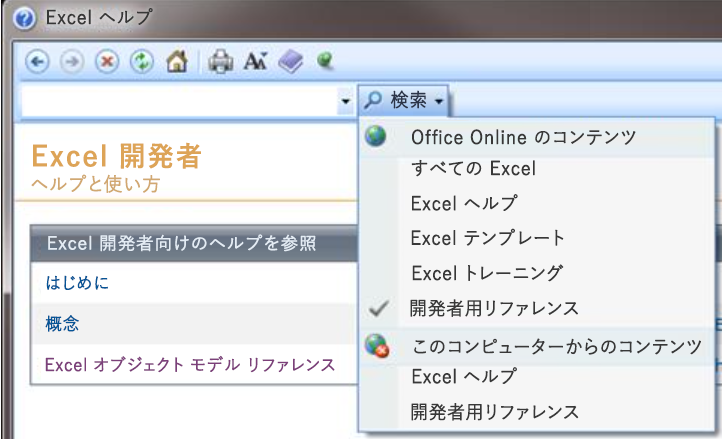 Excel ヘルプ
検索
Office Online のコンテンツ
すべての Excel
Excel ヘルプ
Excel テンプレート
Excel トレーニング
開発者用リファレンス
このコンピューターからのコンテンツ
Excel ヘルプ
開発者用リファレンス
Excel 開発者
ヘルプと使い方
Excel 開発者向けのヘルプを参照
はじめに
概念
Excel オブジェクト モデル リファレンス